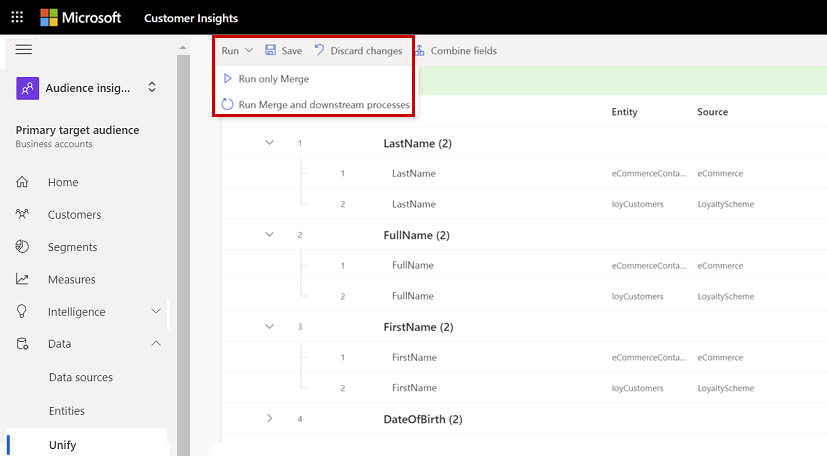 Microsoft Customer Insights
Run Save Discard changes Combine fields
Run only Merge
Run Merge and downstream processes
Audience insig...
Primary target audience
Business accounts
Home
Customers
Segments
Measures
Intelligence
Data
Data sources
Entities
Unify
Entity Source
1 LastName (2)
1 LastName eCommerceConta... eCommerce
2 LastName loyCustomers LoyaltyScheme
2 FullName (2)
1 FullName eCommerceConta... eCommerce
2 FullName loyCustomers LoyaltyScheme
3 FirstName (2)
1 FirstName eCommerceConta... eCommerce
2 FirstName loyCustomers LoyaltyScheme
4 DateOfBirth (2)